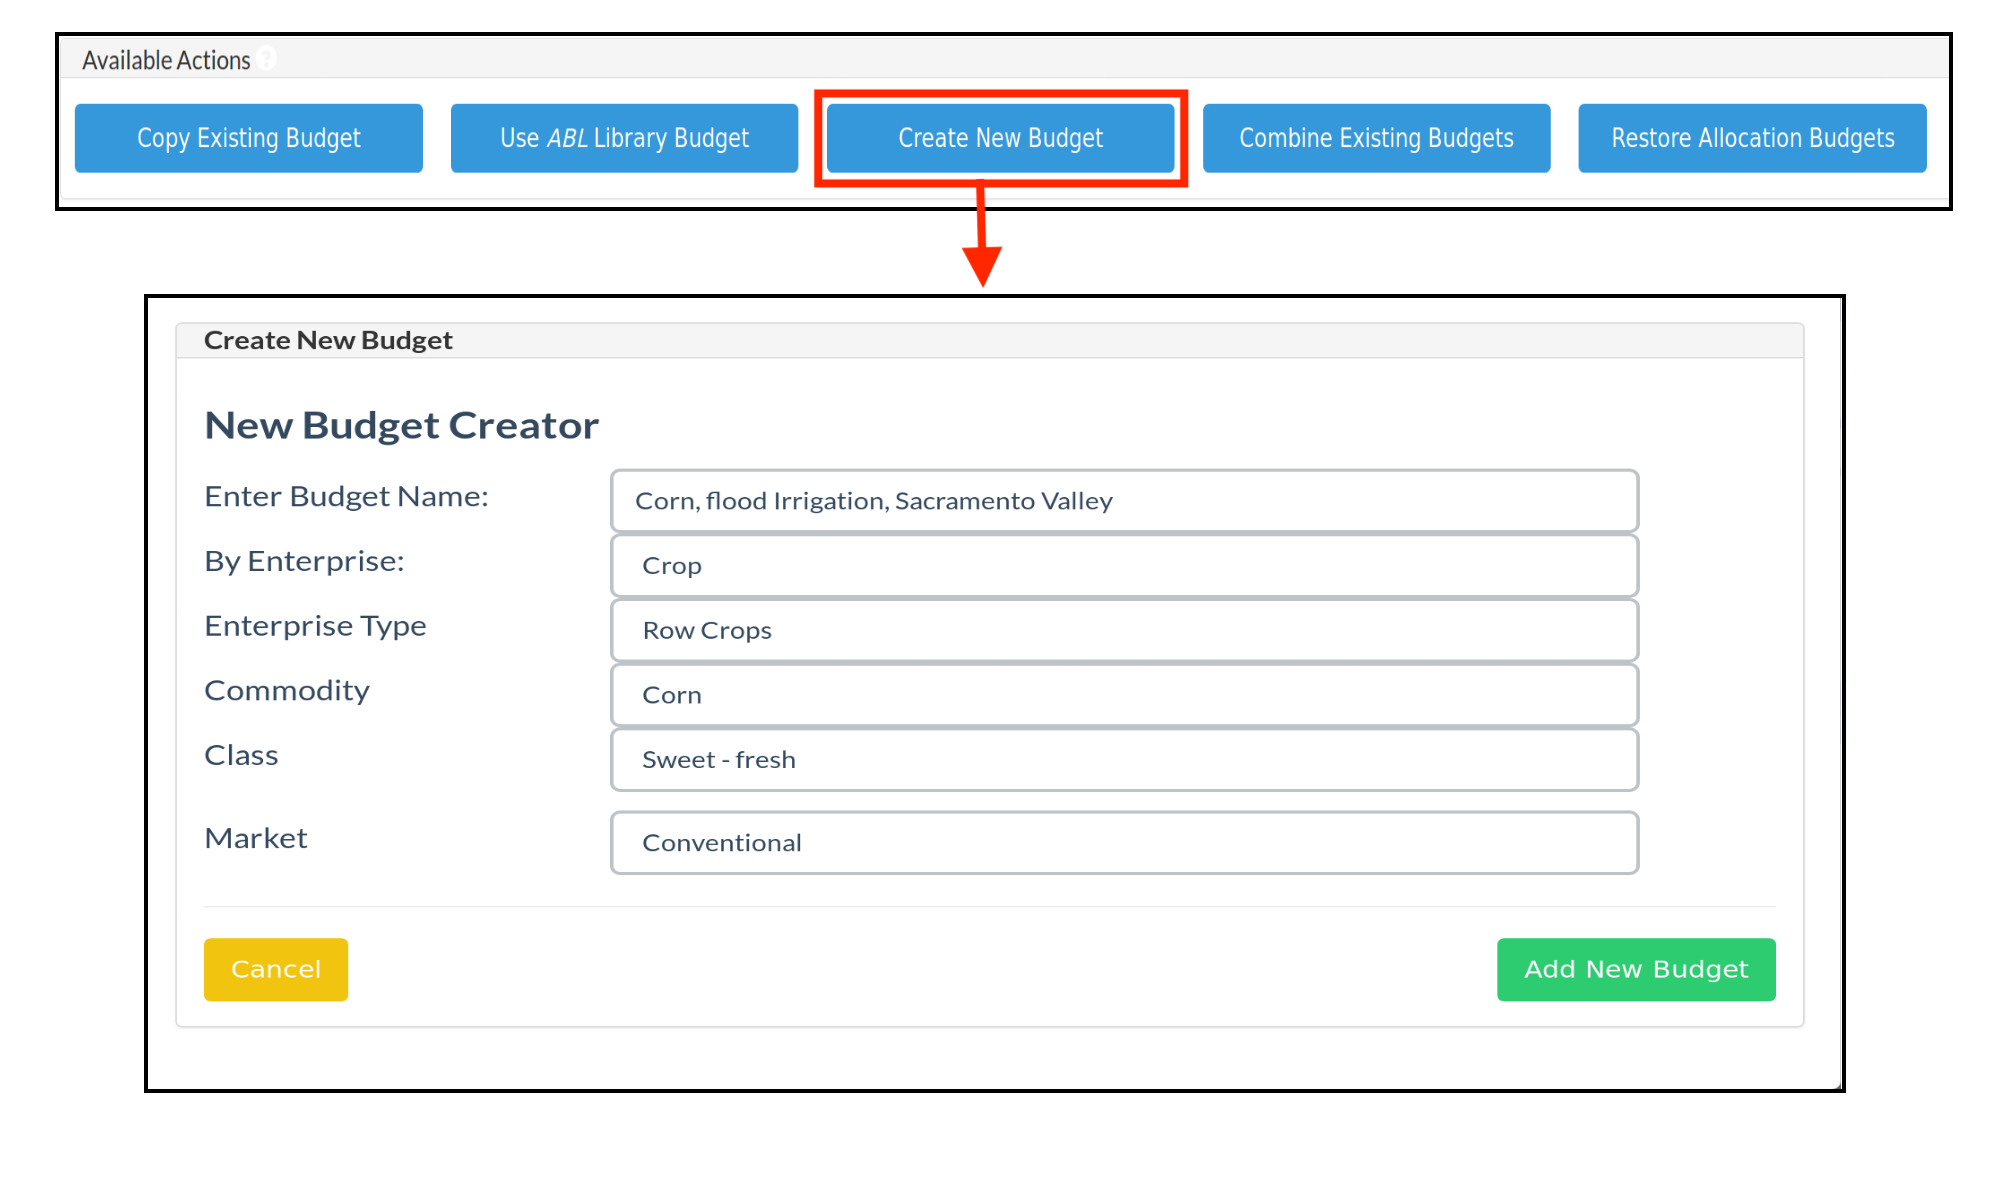 Available Actions ?
Copy Existing Budget
Use ABL Library Budget
Create New Budget
Combine Existing Budgets
Restore Allocation Budgets
Create New Budget
New Budget Creator
Enter Budget Name:
Corn, flood Irrigation, Sacramento Valley
By Enterprise:
Crop
Enterprise Type
Row Crops
Commodity
Corn
Class
Sweet - fresh
Market
Conventional
Cancel
Add New Budget